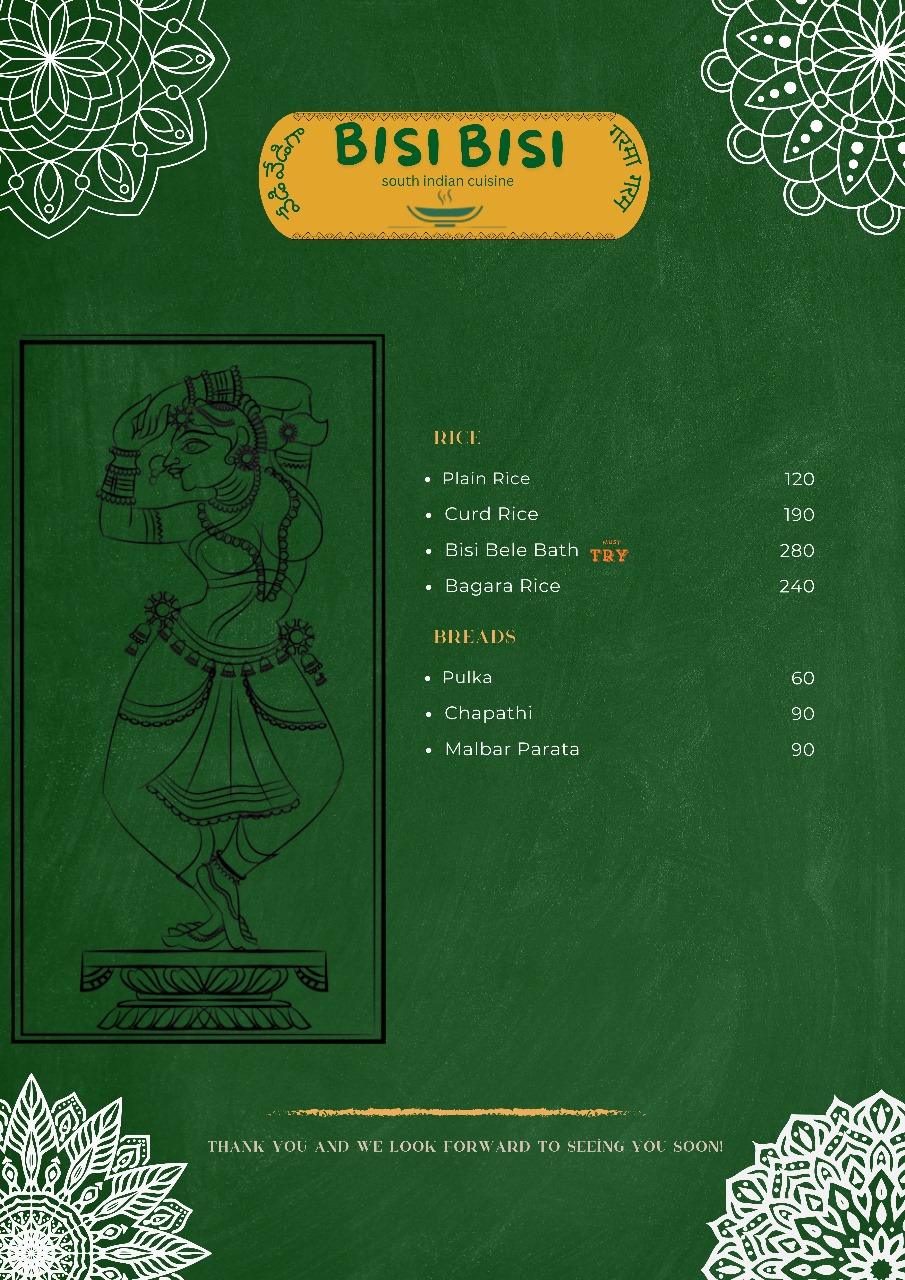 BISI BISI
south indian cuisine
వేడి వేడిగా
गरमा गरम
RICE
• Plain Rice 120
• Curd Rice 190
• Bisi Bele Bath MUST TRY 280
• Bagara Rice 240
BREADS
• Pulka 60
• Chapathi 90
• Malbar Parata 90
THANK YOU AND WE LOOK FORWARD TO SEEING YOU SOON!